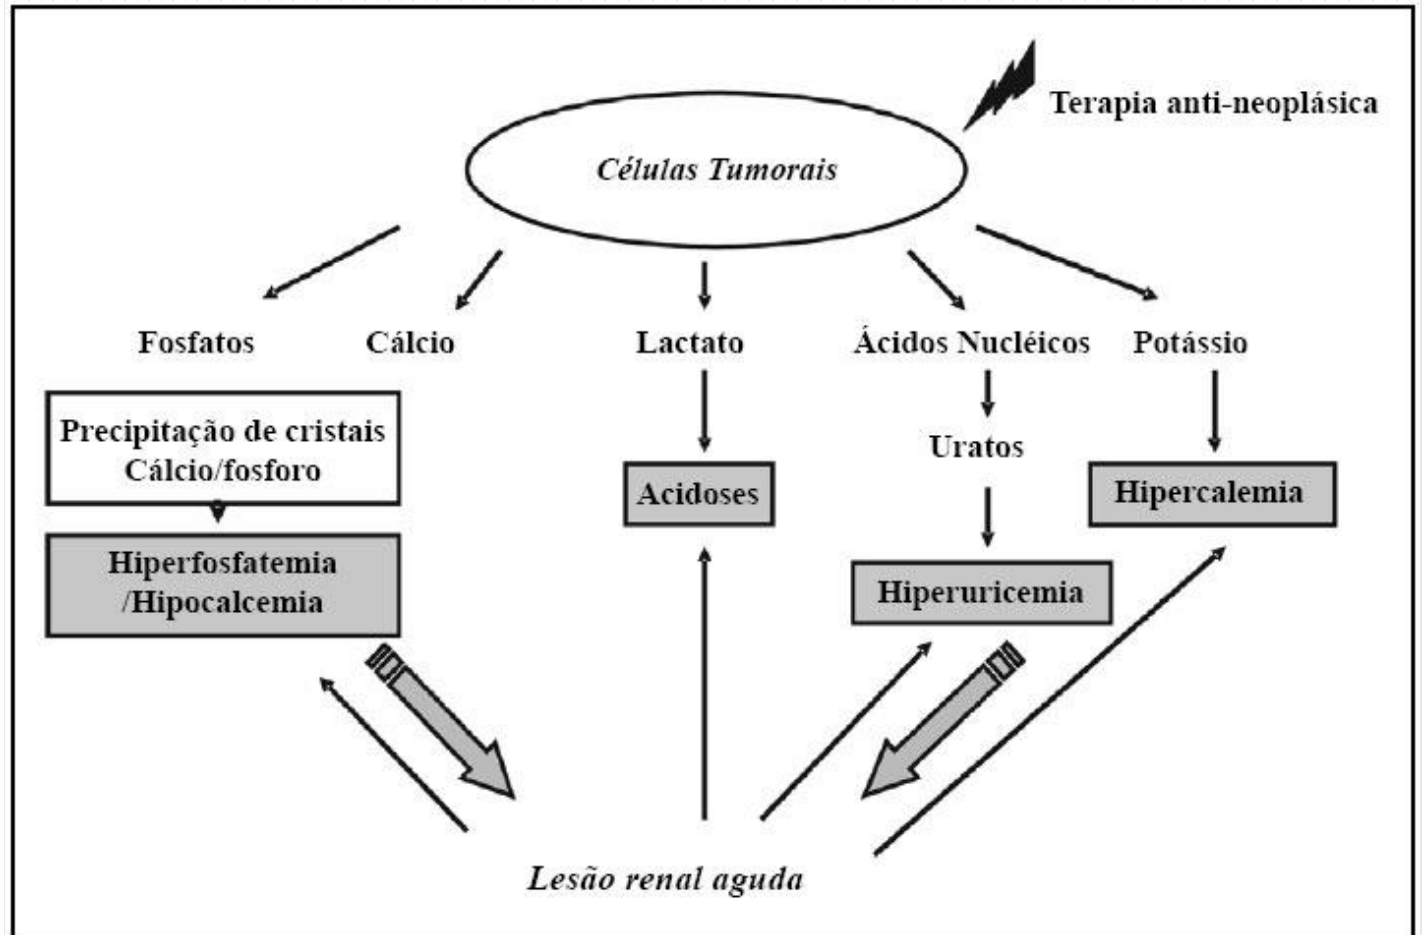 Terapia anti-neoplásica
Células Tumorais
Fosfatos
Cálcio
Lactato
Ácidos Nucléicos
Potássio
Precipitação de cristais
Cálcio/fosforo
Uratos
Acidoses
Hipercalemia
Hiperfosfatemia
/Hipocalcemia
Hiperuricemia
Lesão renal aguda